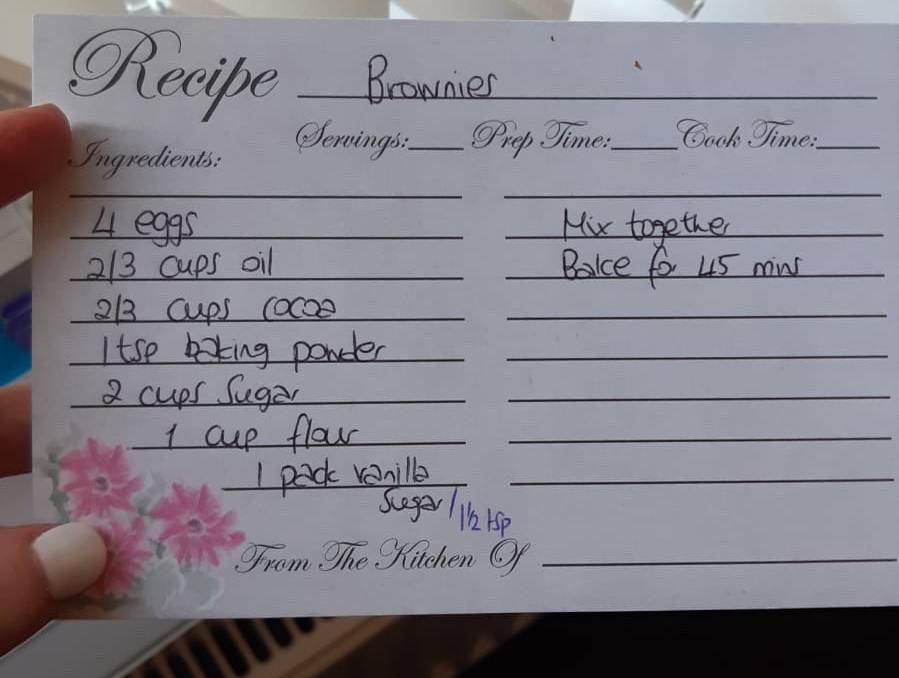 Recipe Brownies
Servings: Prep Time: Cook Time:
Ingredients:
4 eggs
2/3 cups oil
2/3 cups cocoa
1 tsp baking powder
2 cups Sugar
1 cup flour
1 pack vanilla
Sugar / 1 1/2 tsp
Mix together
Bake for 45 mins
From The Kitchen Of